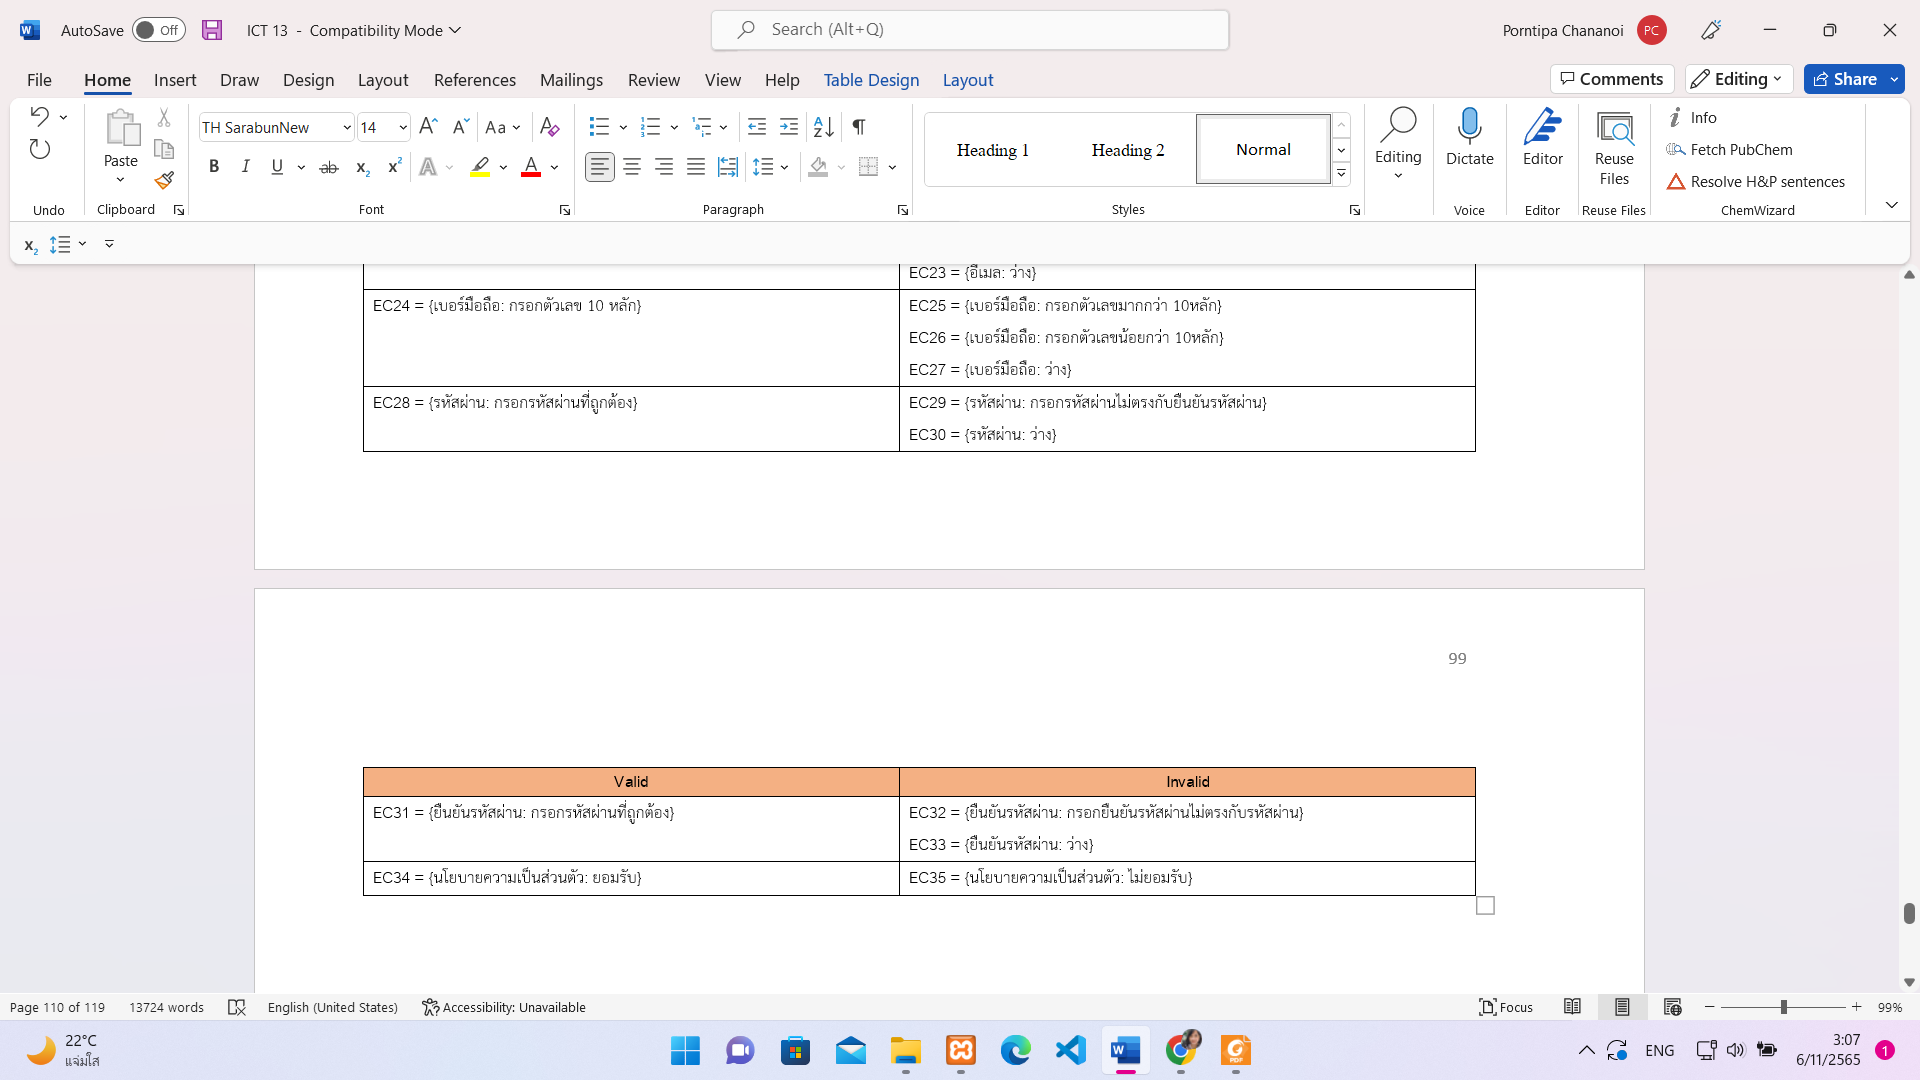 AutoSave Off ICT 13 - Compatibility Mode Search (Alt+Q) Porntipa Chananoi PC
File Home Insert Draw Design Layout References Mailings Review View Help Table Design Layout Comments Editing Share
TH SarabunNew 14 Aa Heading 1 Heading 2 Normal Info
Paste B I U ab x2 x2 A A Editing Dictate Editor Reuse Files Fetch PubChem
Resolve H&P sentences
Undo Clipboard Font Paragraph Styles Voice Editor Reuse Files ChemWizard
x2
EC23 = {อีเมล: ว่าง}
EC24 = {เบอร์มือถือ: กรอกตัวเลข 10 หลัก} EC25 = {เบอร์มือถือ: กรอกตัวเลขมากกว่า 10หลัก}
EC26 = {เบอร์มือถือ: กรอกตัวเลขน้อยกว่า 10หลัก}
EC27 = {เบอร์มือถือ: ว่าง}
EC28 = {รหัสผ่าน: กรอกรหัสผ่านที่ถูกต้อง} EC29 = {รหัสผ่าน: กรอกรหัสผ่านไม่ตรงกับยืนยันรหัสผ่าน}
EC30 = {รหัสผ่าน: ว่าง}
99
Valid Invalid
EC31 = {ยืนยันรหัสผ่าน: กรอกรหัสผ่านที่ถูกต้อง} EC32 = {ยืนยันรหัสผ่าน: กรอกยืนยันรหัสผ่านไม่ตรงกับรหัสผ่าน}
EC33 = {ยืนยันรหัสผ่าน: ว่าง}
EC34 = {นโยบายความเป็นส่วนตัว: ยอมรับ} EC35 = {นโยบายความเป็นส่วนตัว: ไม่ยอมรับ}
Page 110 of 119 13724 words English (United States) Accessibility: Unavailable Focus 99%
22°C ENG 3:07
แจ่มใส 6/11/2565 1